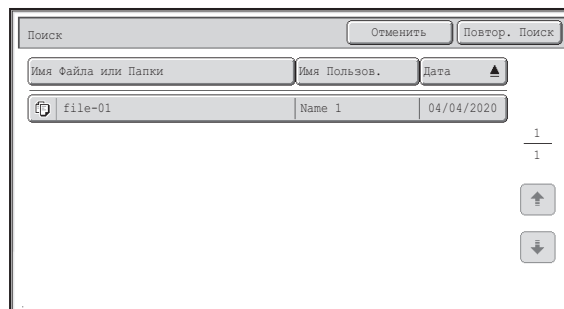 Поиск Отменить Повтор. Поиск
Имя Файла или Папки Имя Пользов. Дата
file-01 Name 1 04/04/2020
1
1